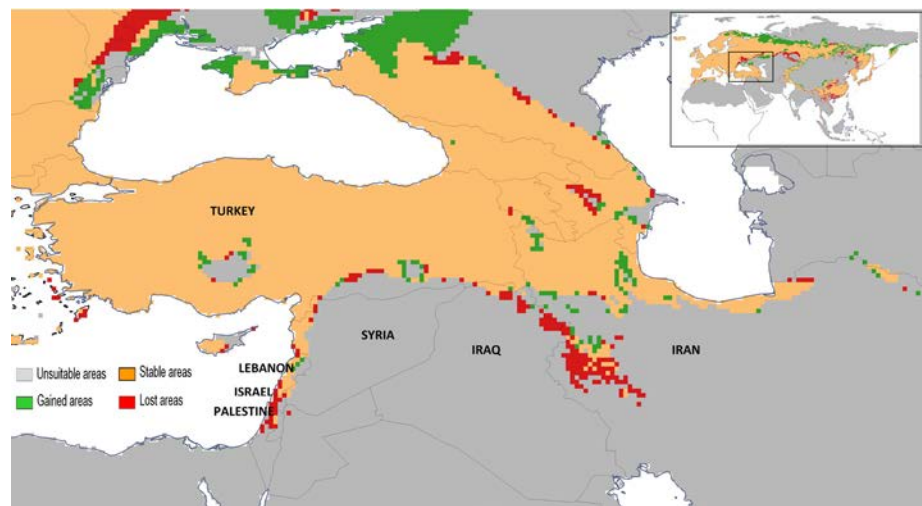 TURKEY
SYRIA
IRAQ
IRAN
LEBANON
ISRAEL
PALESTINE
Unsuitable areas
Stable areas
Gained areas
Lost areas